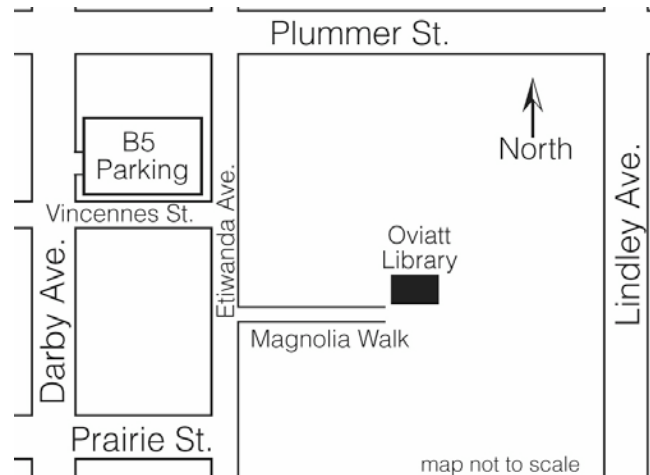 Plummer St.
B5
Parking
North
Etiwanda Ave.
Lindley Ave.
Vincennes St.
Oviatt
Library
Darby Ave.
Magnolia Walk
Prairie St.
map not to scale